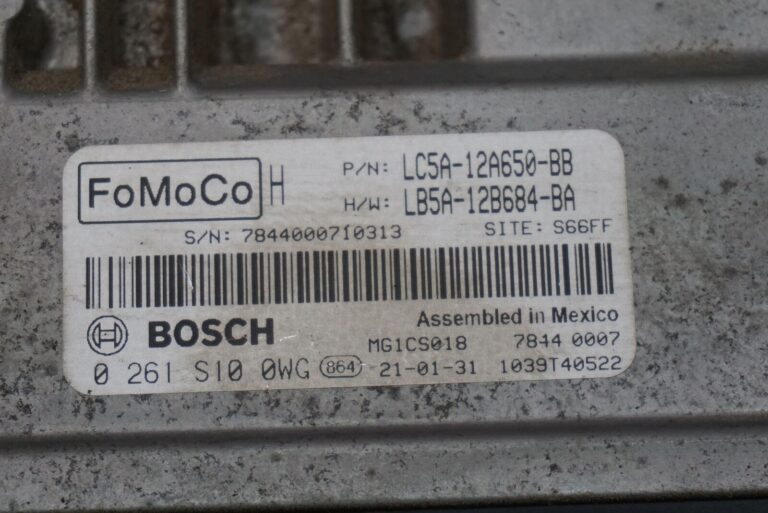 FoMoCo H P/N: LC5A-12A650-BB
H/W: LB5A-12B684-BA
S/N: 7844000710313 SITE: S66FF
BOSCH Assembled in Mexico
MG1CS018 7844 0007
0 261 S10 0WG 864 21-01-31 1039T40522